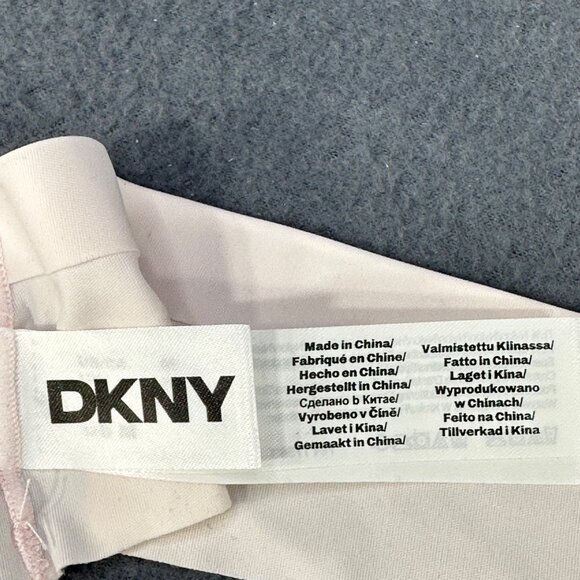 DKNY
Made in China/
Fabriqué en Chine/
Hecho en China/
Hergestellt in China/
Сделано в Китае/
Vyrobeno v Číně/
Lavet i Kina/
Gemaakt in China/
Valmistettu Kiinassa/
Fatto in China/
Laget i Kina/
Wyprodukowano
w Chinach/
Feito na China/
Tillverkad i Kina